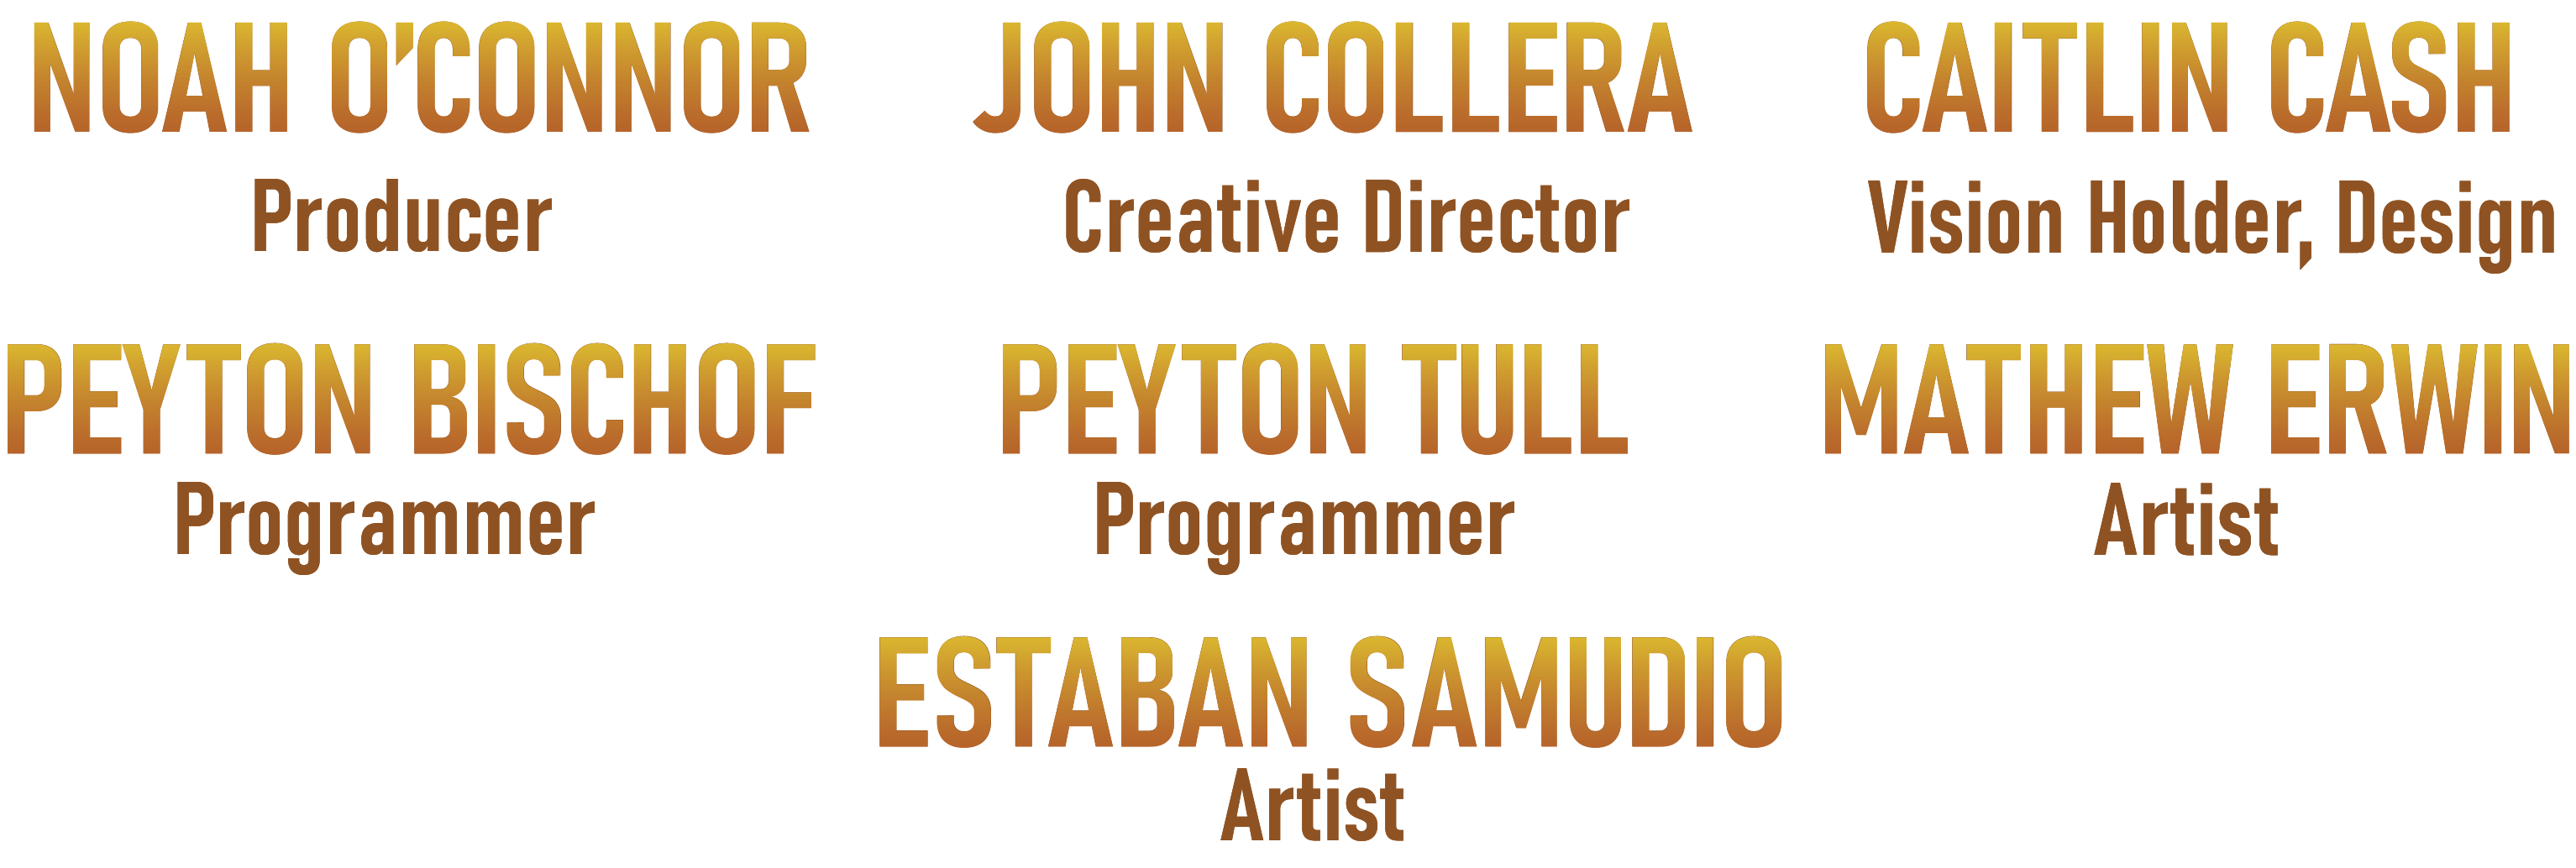 NOAH O'CONNOR
Producer
JOHN COLLERA
Creative Director
CAITLIN CASH
Vision Holder, Design
PEYTON BISCHOF
Programmer
PEYTON TULL
Programmer
MATHEW ERWIN
Artist
ESTABAN SAMUDIO
Artist